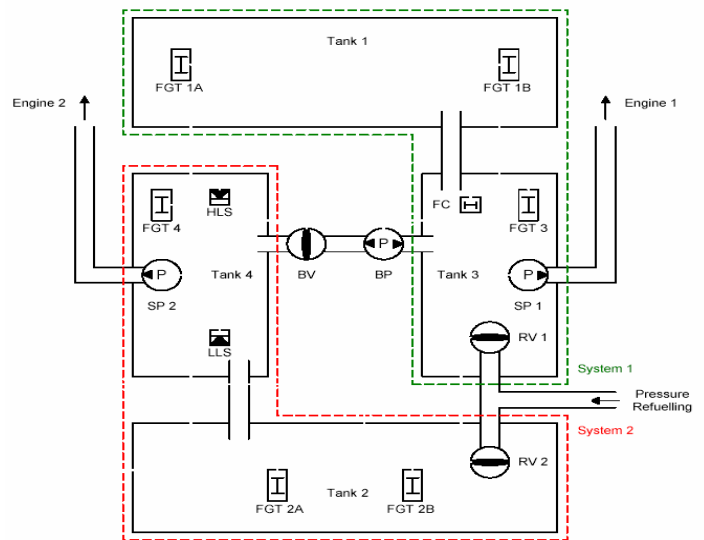 Tank 1
FGT 1A
FGT 1B
Engine 2
Engine 1
FGT 4
HLS
FC
FGT 3
Tank 4
BV
P
BP
Tank 3
P
SP 2
P
SP 1
LLS
RV 1
System 1
Pressure
Refuelling
System 2
Tank 2
FGT 2A
FGT 2B
RV 2